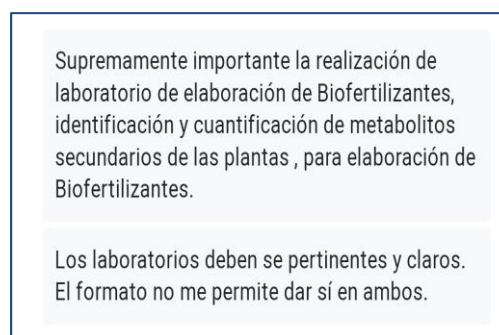 Supremamente importante la realización de
laboratorio de elaboración de Biofertilizantes,
identificación y cuantificación de metabolitos
secundarios de las plantas , para elaboración de
Biofertilizantes.
Los laboratorios deben se pertinentes y claros.
El formato no me permite dar sí en ambos.